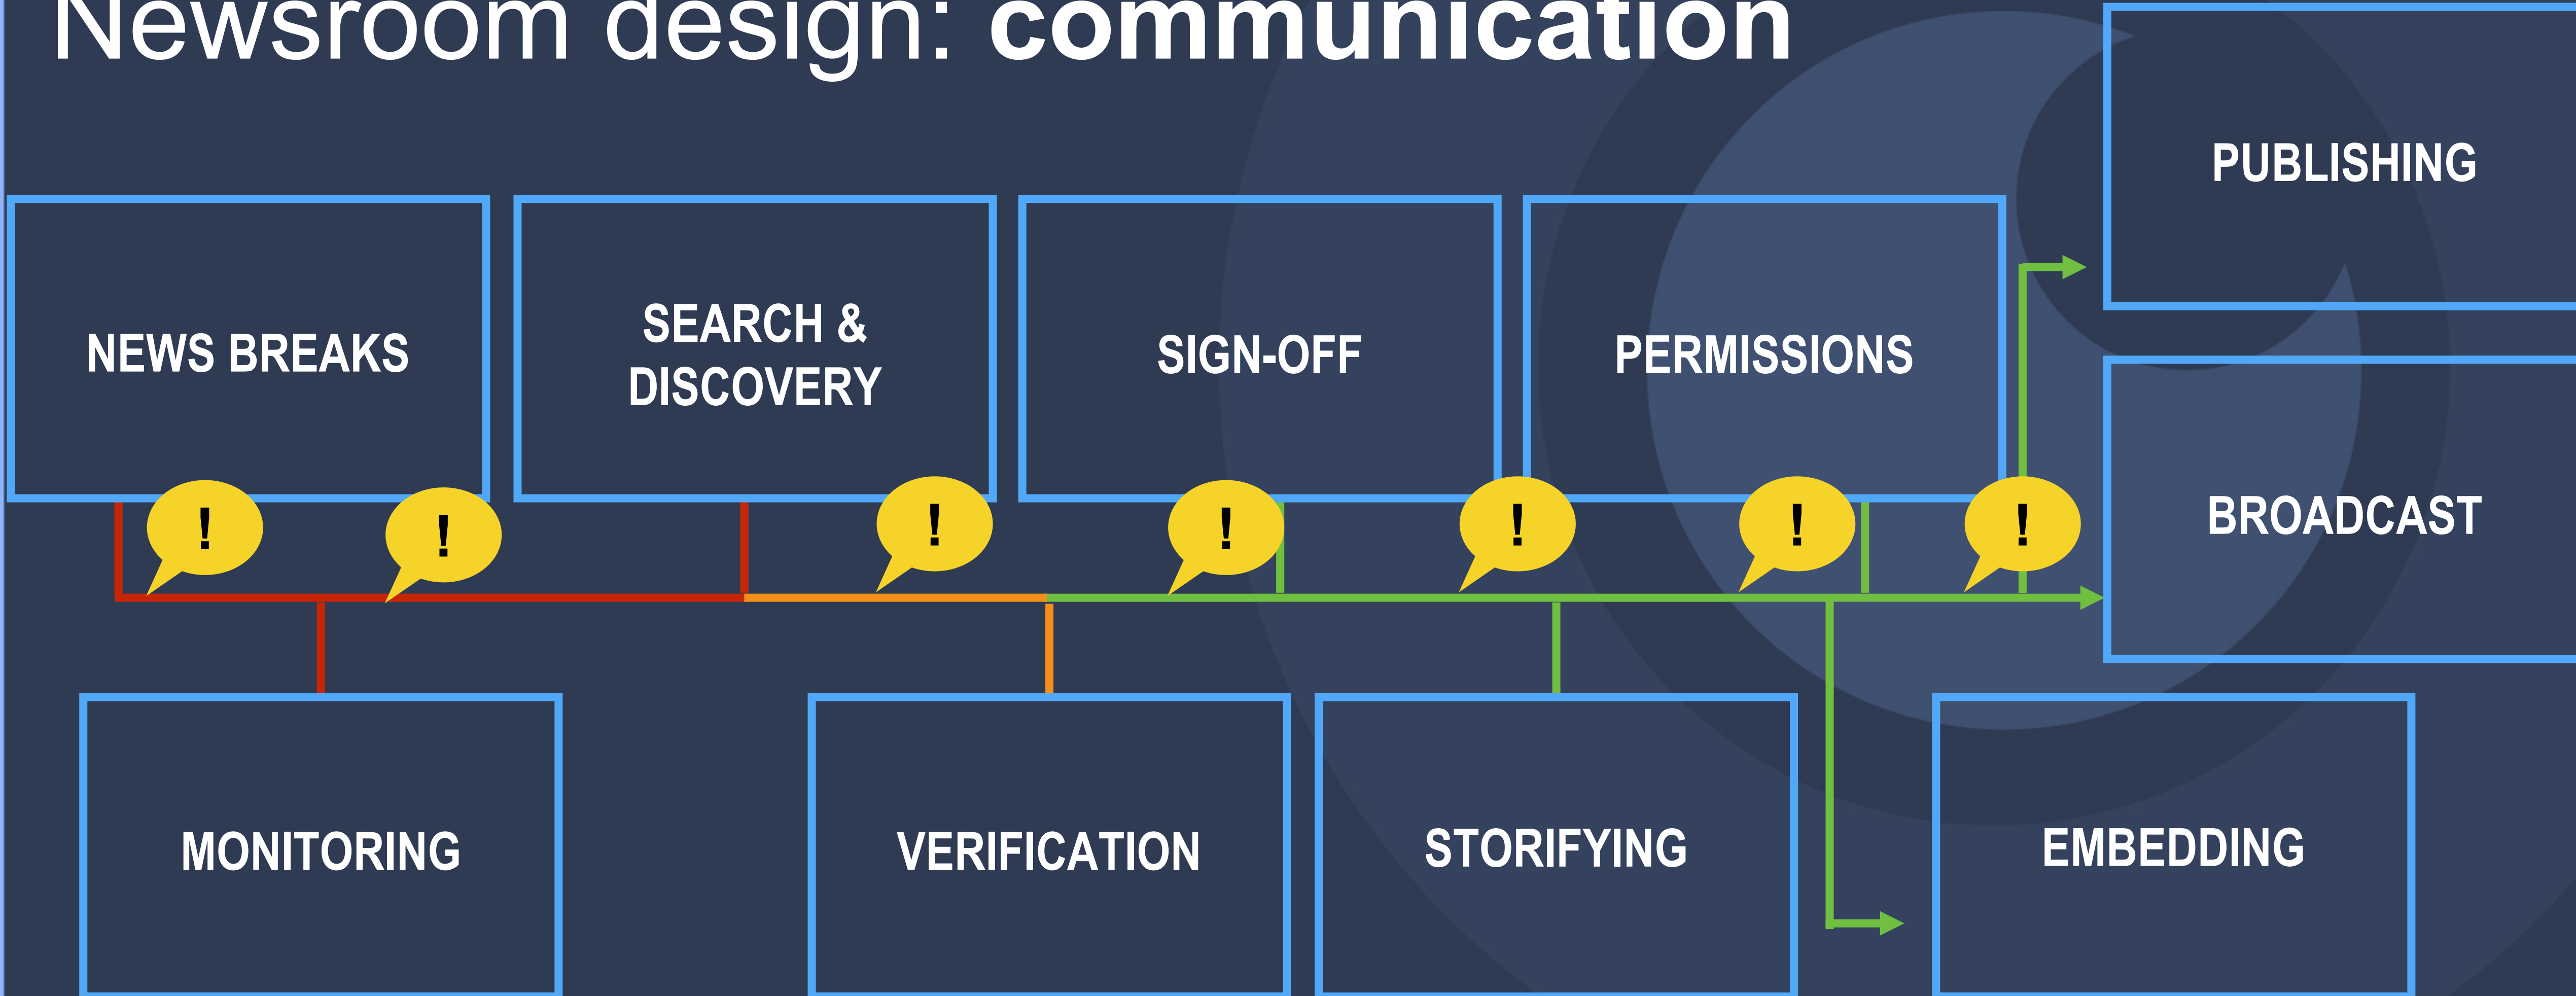 Newsroom design: communication
PUBLISHING
NEWS BREAKS
SEARCH &
DISCOVERY
SIGN-OFF
PERMISSIONS
BROADCAST
!
!
!
!
!
!
!
MONITORING
VERIFICATION
STORIFYING
EMBEDDING